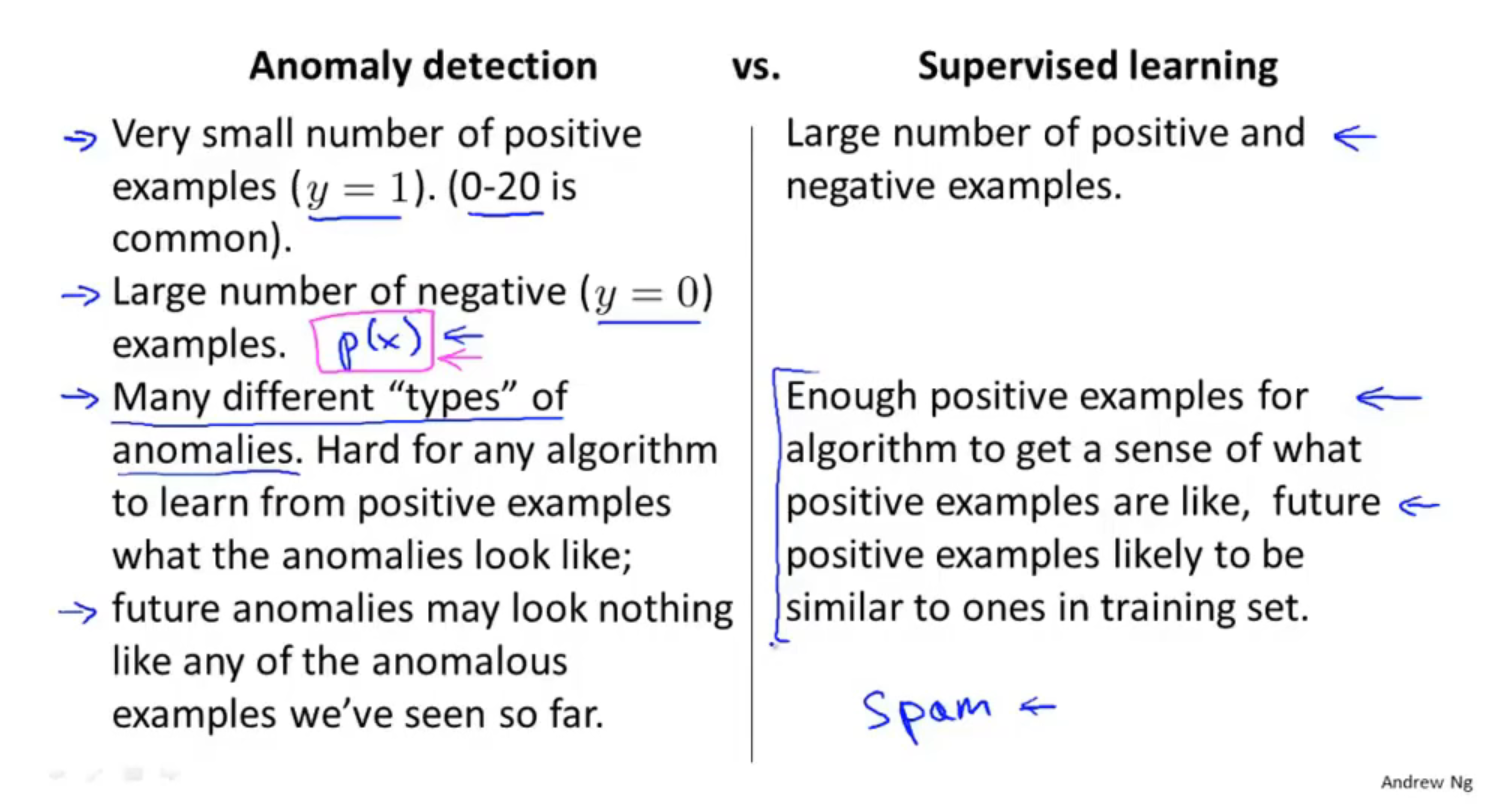 Anomaly detection vs. Supervised learning
Very small number of positive
examples (y = 1). (0-20 is
common).
Large number of negative (y = 0)
examples. p(x)
Many different “types” of
anomalies. Hard for any algorithm
to learn from positive examples
what the anomalies look like;
future anomalies may look nothing
like any of the anomalous
examples we’ve seen so far.
Large number of positive and
negative examples.
Enough positive examples for
algorithm to get a sense of what
positive examples are like, future
positive examples likely to be
similar to ones in training set.
Spam
Andrew Ng